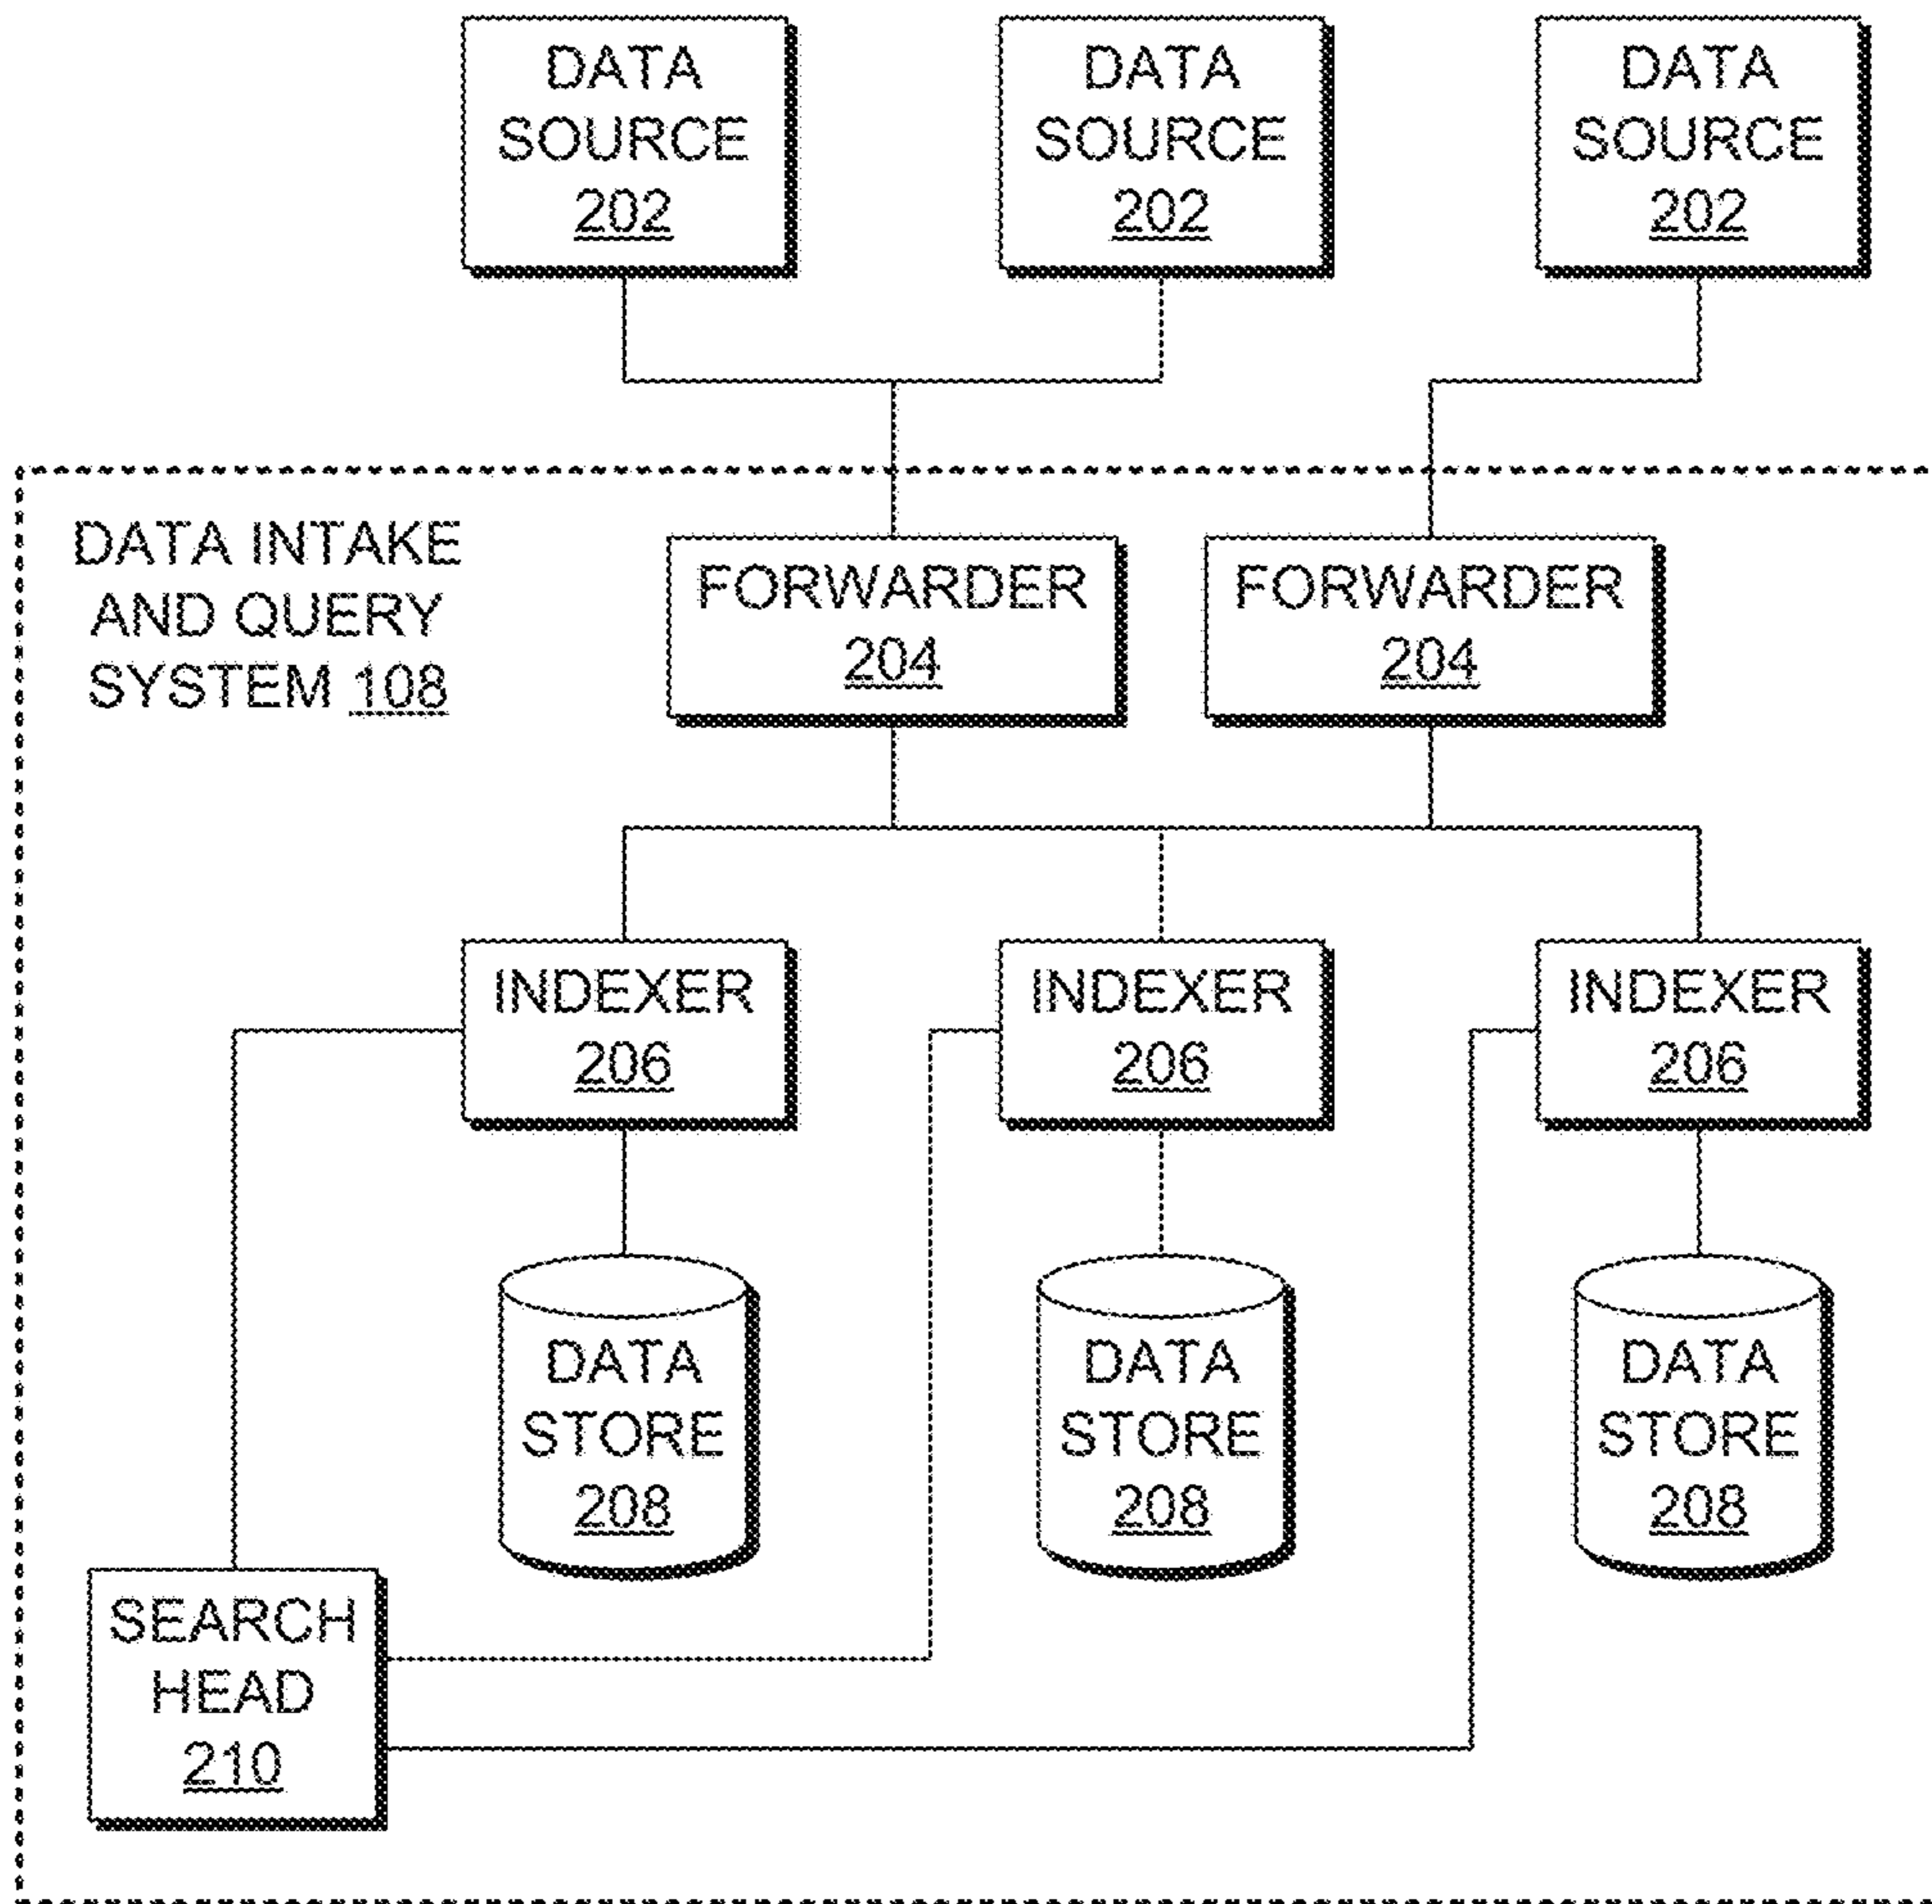 DATA
SOURCE
202
DATA
SOURCE
202
DATA
SOURCE
202
DATA INTAKE
AND QUERY
SYSTEM 108
FORWARDER
204
FORWARDER
204
INDEXER
206
INDEXER
206
INDEXER
206
DATA
STORE
208
DATA
STORE
208
DATA
STORE
208
SEARCH
HEAD
210